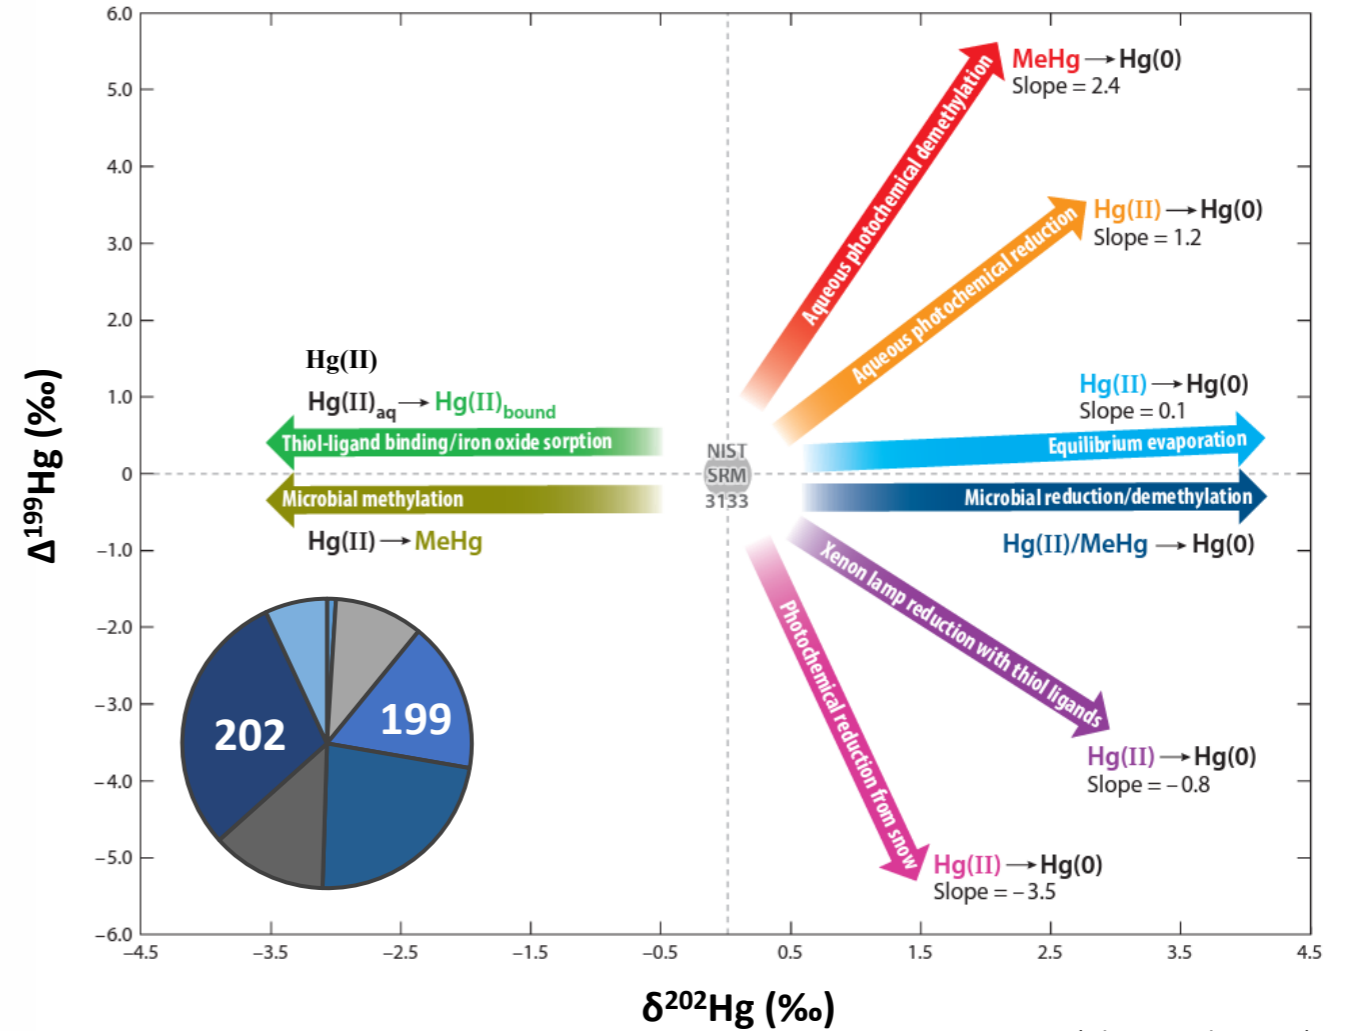 6.0
5.0
4.0
3.0
2.0
1.0
0
−1.0
−2.0
−3.0
−4.0
−5.0
−6.0
Δ¹⁹⁹Hg (‰)
MeHg → Hg(0)
Slope = 2.4
Aqueous photochemical demethylation
Hg(II) → Hg(0)
Slope = 1.2
Aqueous photochemical reduction
Hg(II)
Hg(II)aq → Hg(II)bound
Thiol-ligand binding/iron oxide sorption
Microbial methylation
Hg(II) → MeHg
NIST
SRM
3133
Hg(II) → Hg(0)
Slope = 0.1
Equilibrium evaporation
Microbial reduction/demethylation
Hg(II)/MeHg → Hg(0)
Xenon lamp reduction with thiol ligands
Hg(II) → Hg(0)
Slope = −0.8
Photochemical reduction from snow
Hg(II) → Hg(0)
Slope = −3.5
202
199
−4.5 −3.5 −2.5 −1.5 −0.5 0.5 1.5 2.5 3.5 4.5
δ²⁰²Hg (‰)